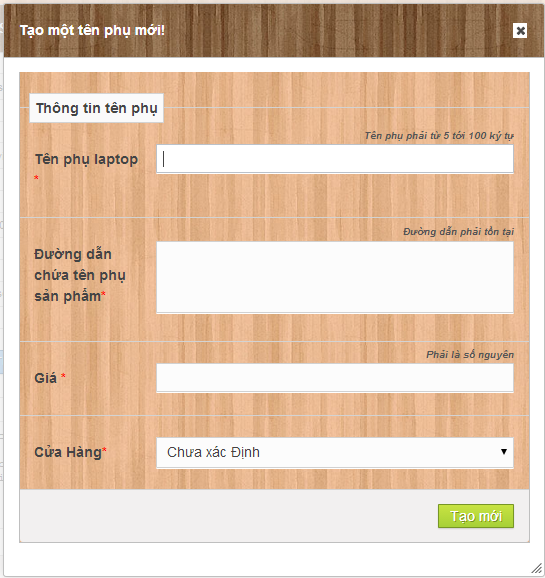 Tạo một tên phụ mới!
Thông tin tên phụ
Tên phụ phải từ 5 tới 100 ký tự
Tên phụ laptop
*
Đường dẫn phải tồn tại
Đường dẫn
chứa tên phụ
sản phẩm*
Phải là số nguyên
Giá *
Cửa Hàng*
Chưa xác Định
Tạo mới